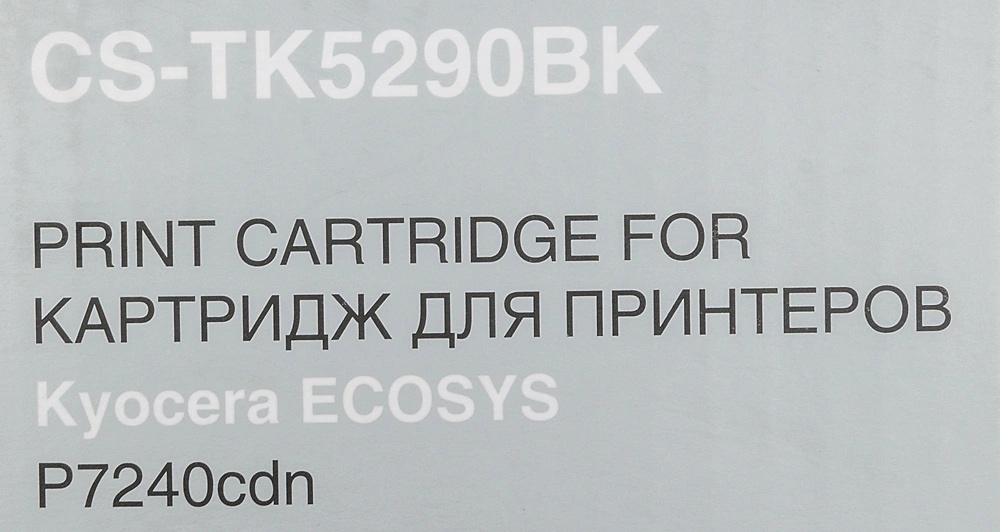 CS-TK5290BK
PRINT CARTRIDGE FOR
КАРТРИДЖ ДЛЯ ПРИНТЕРОВ
Kyocera ECOSYS
P7240cdn